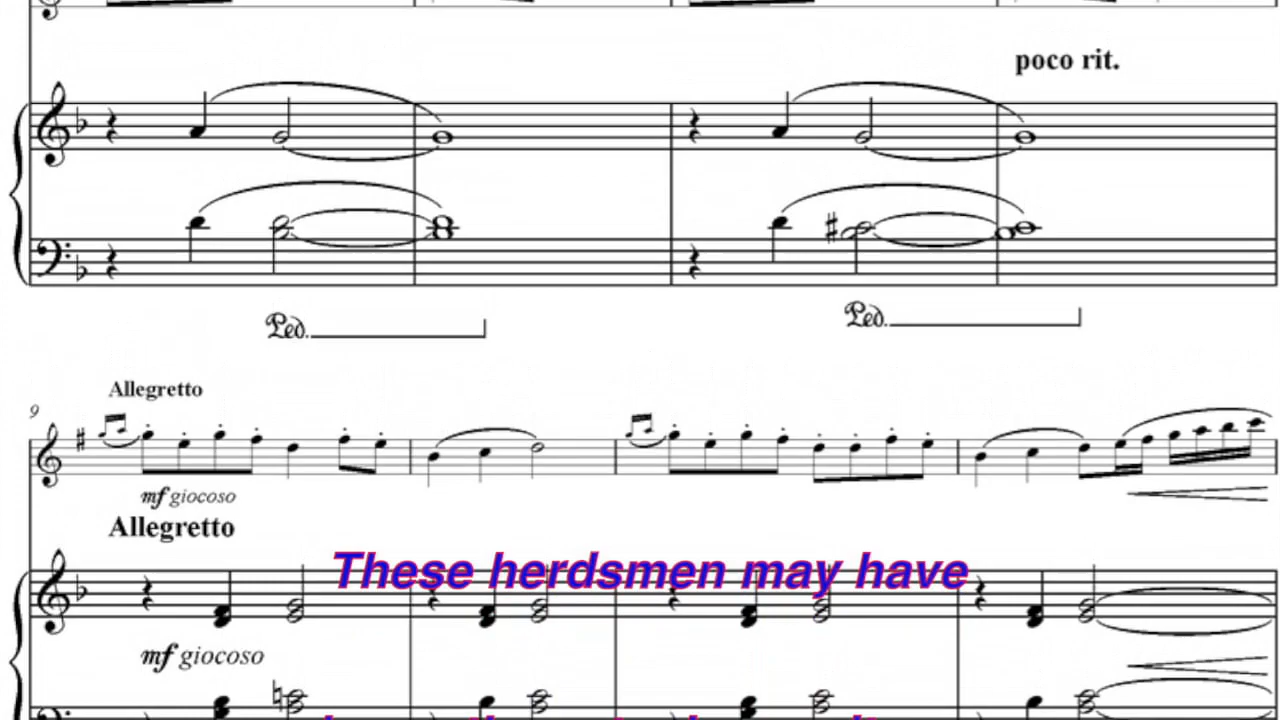 poco rit.
Ped.
Ped.
Allegretto
9
mf giocoso
Allegretto
These herdsmen may have
mf giocoso